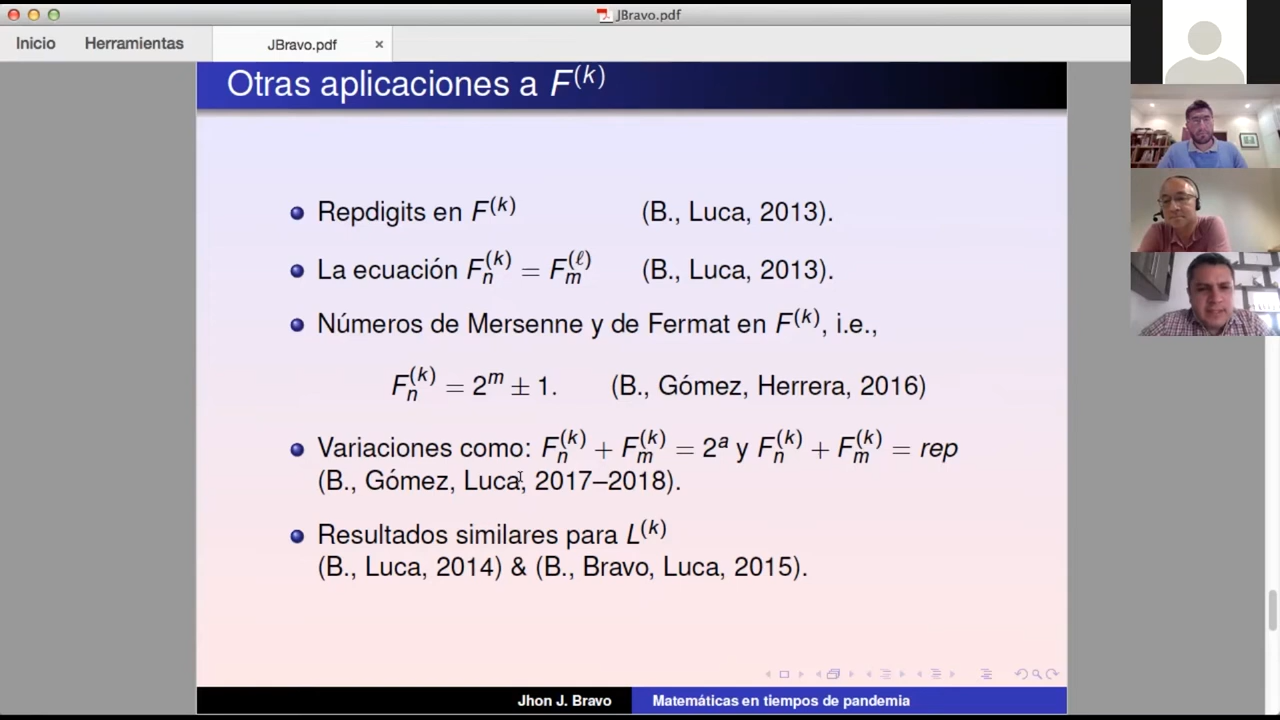 JBravo.pdf
Inicio Herramientas JBravo.pdf ×
Otras aplicaciones a F^(k)
Repdigits en F^(k) (B., Luca, 2013).
La ecuación F_n^(k) = F_m^(ℓ) (B., Luca, 2013).
Números de Mersenne y de Fermat en F^(k), i.e.,
F_n^(k) = 2^m ± 1. (B., Gómez, Herrera, 2016)
Variaciones como: F_n^(k) + F_m^(k) = 2^a y F_n^(k) + F_m^(k) = rep
(B., Gómez, Luca, 2017–2018).
Resultados similares para L^(k)
(B., Luca, 2014) & (B., Bravo, Luca, 2015).
Jhon J. Bravo Matemáticas en tiempos de pandemia